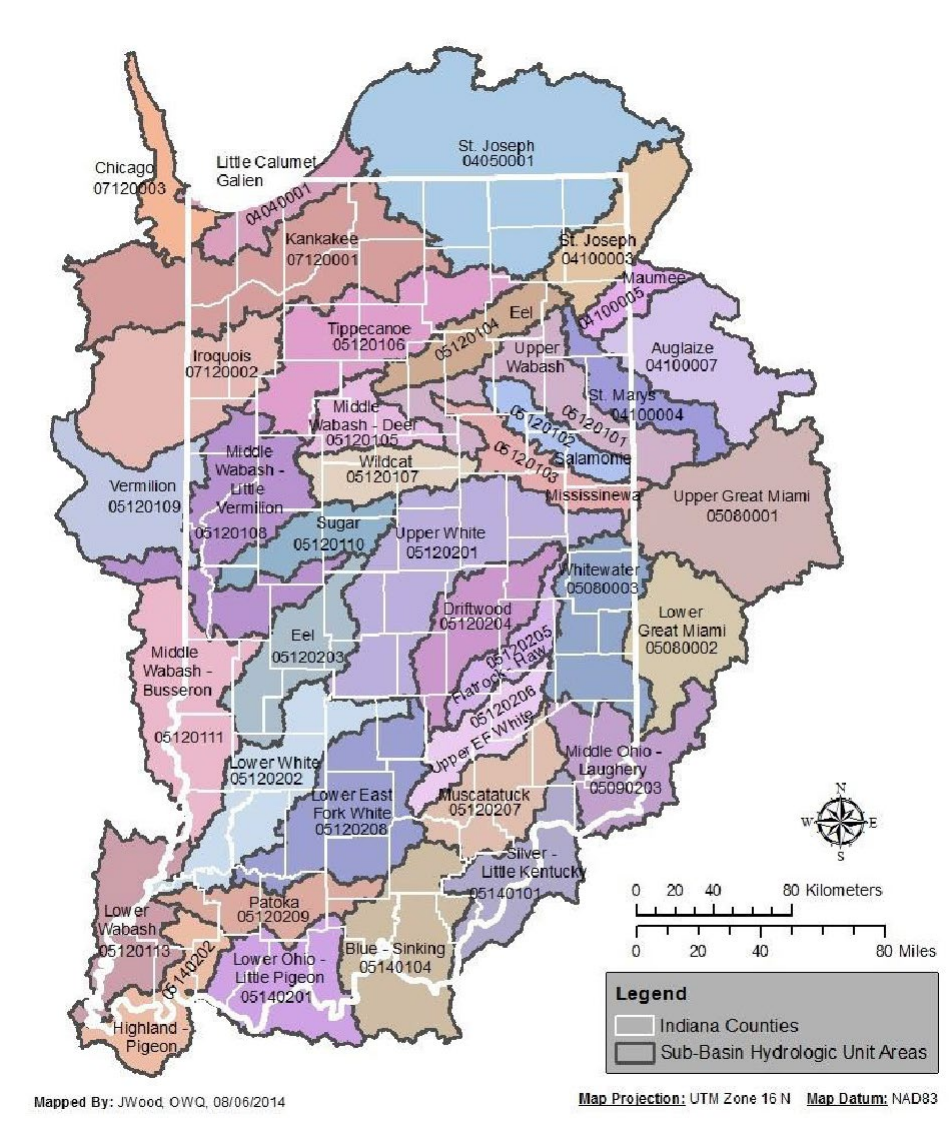 St. Joseph
04050001
Chicago
07120003
Little Calumet
Galien
04040001
Kankakee
07120001
St. Joseph
04100003
Maumee
04100005
Eel
05120104
Tippecanoe
05120106
Upper
Wabash
Auglaize
04100007
Iroquois
07120002
St. Marys
04100004
Middle
Wabash - Deer
05120105
05120102
05120101
Salamonie
05120103
Mississinewa
Wildcat
05120107
Middle
Wabash -
Little
Vermilion
05120108
Vermilion
05120109
Upper Great Miami
05080001
Sugar
05120110
Upper White
05120201
Whitewater
05080003
Driftwood
05120204
Lower
Great Miami
05080002
Eel
05120203
05120205
Flatrock - Haw
Middle
Wabash -
Busseron
05120111
05120206
Upper EF White
Lower White
05120202
Middle Ohio -
Laughery
05090203
Lower East
Fork White
05120208
Muscatatuck
05120207
Silver -
Little Kentucky
05140101
Patoka
05120209
Lower
Wabash
05120113
05140202
Highland -
Pigeon
Lower Ohio -
Little Pigeon
05140201
Blue - Sinking
05140104
N
W
E
S
0 20 40 80 Kilometers
0 20 40 80 Miles
Legend
Indiana Counties
Sub-Basin Hydrologic Unit Areas
Mapped By: JWood, OWQ, 08/06/2014
Map Projection: UTM Zone 16 N Map Datum: NAD83